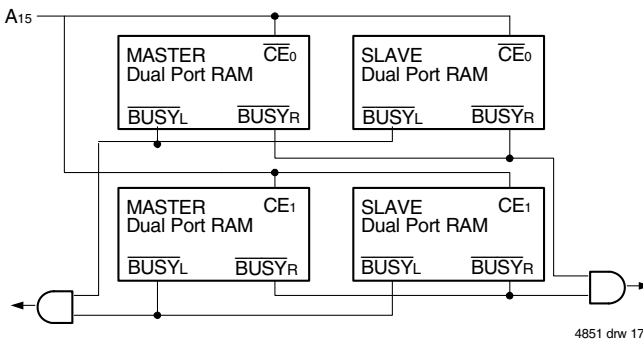 A15
MASTER CE0
Dual Port RAM
BUSYL BUSYR
SLAVE CE0
Dual Port RAM
BUSYL BUSYR
MASTER CE1
Dual Port RAM
BUSYL BUSYR
SLAVE CE1
Dual Port RAM
BUSYL BUSYR
4851 drw 17